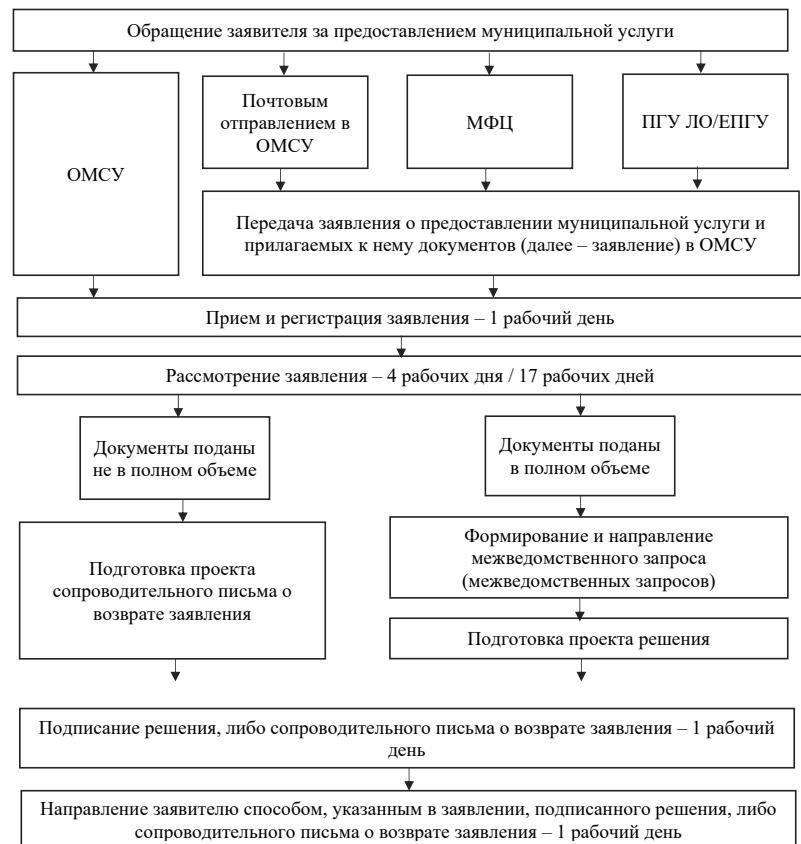 Обращение заявителя за предоставлением муниципальной услуги
ОМСУ
Почтовым
отправлением в
ОМСУ
МФЦ
ПГУ ЛО/ЕПГУ
Передача заявления о предоставлении муниципальной услуги и
прилагаемых к нему документов (далее – заявление) в ОМСУ
Прием и регистрация заявления – 1 рабочий день
Рассмотрение заявления – 4 рабочих дня / 17 рабочих дней
Документы поданы
не в полном объеме
Документы поданы
в полном объеме
Подготовка проекта
сопроводительного письма о
возврате заявления
Формирование и направление
межведомственного запроса
(межведомственных запросов)
Подготовка проекта решения
Подписание решения, либо сопроводительного письма о возврате заявления – 1 рабочий
день
Направление заявителю способом, указанным в заявлении, подписанного решения, либо
сопроводительного письма о возврате заявления – 1 рабочий день